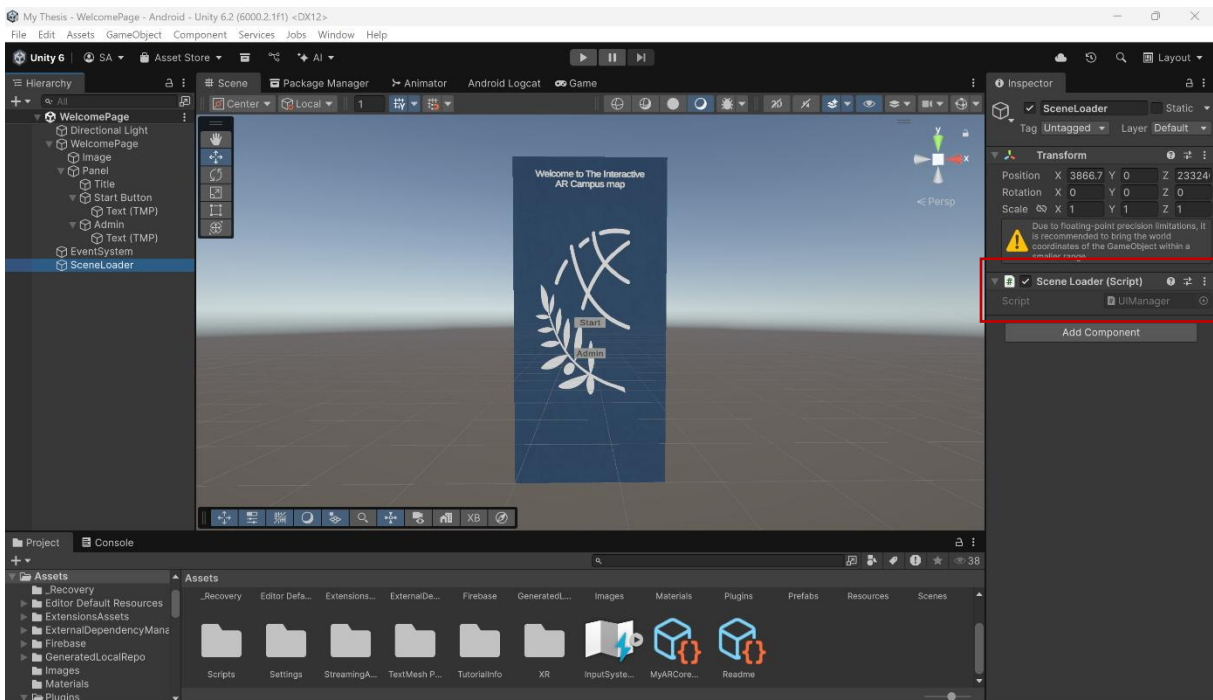 My Thesis - WelcomePage - Android - Unity 6.2 (6000.2.1f1) <DX12>
File Edit Assets GameObject Component Services Jobs Window Help
Unity 6 SA Asset Store AI Layout
Hierarchy Scene Package Manager Animator Android Logcat Game Inspector
All Center Local 1 2D
WelcomePage
Directional Light
WelcomePage
Image
Panel
Title
Start Button
Text (TMP)
Admin
Text (TMP)
EventSystem
SceneLoader
y
x
Persp
Welcome to The Interactive
AR Campus map
Start
Admin
XB
SceneLoader Static
Tag Untagged Layer Default
Transform
Position X 3866.7 Y 0 Z 23324
Rotation X 0 Y 0 Z 0
Scale X 1 Y 1 Z 1
Due to floating-point precision limitations, it
is recommended to bring the world
coordinates of the GameObject within a
smaller range.
# Scene Loader (Script)
Script UIManager
Add Component
Project Console
38
Assets
_Recovery
Editor Default Resources
ExtensionsAssets
ExternalDependencyMana
Firebase
GeneratedLocalRepo
Images
Materials
Plugins
Assets
_Recovery Editor Defa... Extensions... ExternalDe... Firebase GeneratedL... Images Materials Plugins Prefabs Resources Scenes
Scripts Settings StreamingA... TextMesh P... TutorialInfo XR InputSyste... MyARCore... Readme